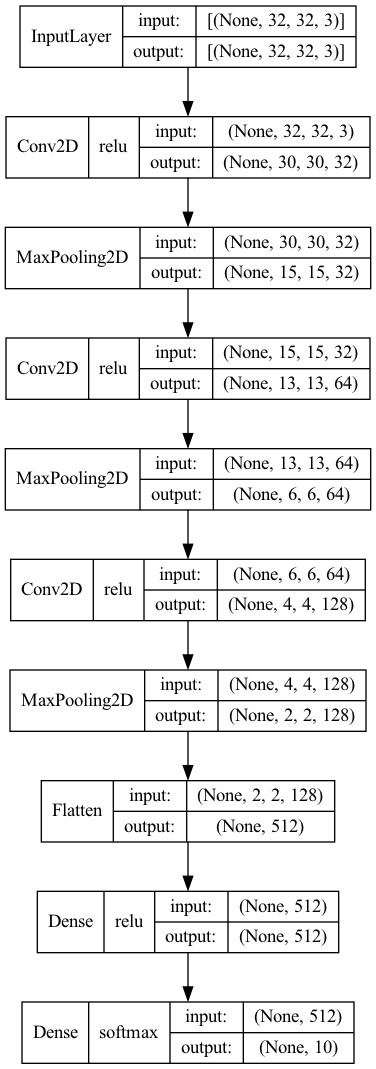 InputLayer input: [(None, 32, 32, 3)]
output: [(None, 32, 32, 3)]
Conv2D relu input: (None, 32, 32, 3)
output: (None, 30, 30, 32)
MaxPooling2D input: (None, 30, 30, 32)
output: (None, 15, 15, 32)
Conv2D relu input: (None, 15, 15, 32)
output: (None, 13, 13, 64)
MaxPooling2D input: (None, 13, 13, 64)
output: (None, 6, 6, 64)
Conv2D relu input: (None, 6, 6, 64)
output: (None, 4, 4, 128)
MaxPooling2D input: (None, 4, 4, 128)
output: (None, 2, 2, 128)
Flatten input: (None, 2, 2, 128)
output: (None, 512)
Dense relu input: (None, 512)
output: (None, 512)
Dense softmax input: (None, 512)
output: (None, 10)